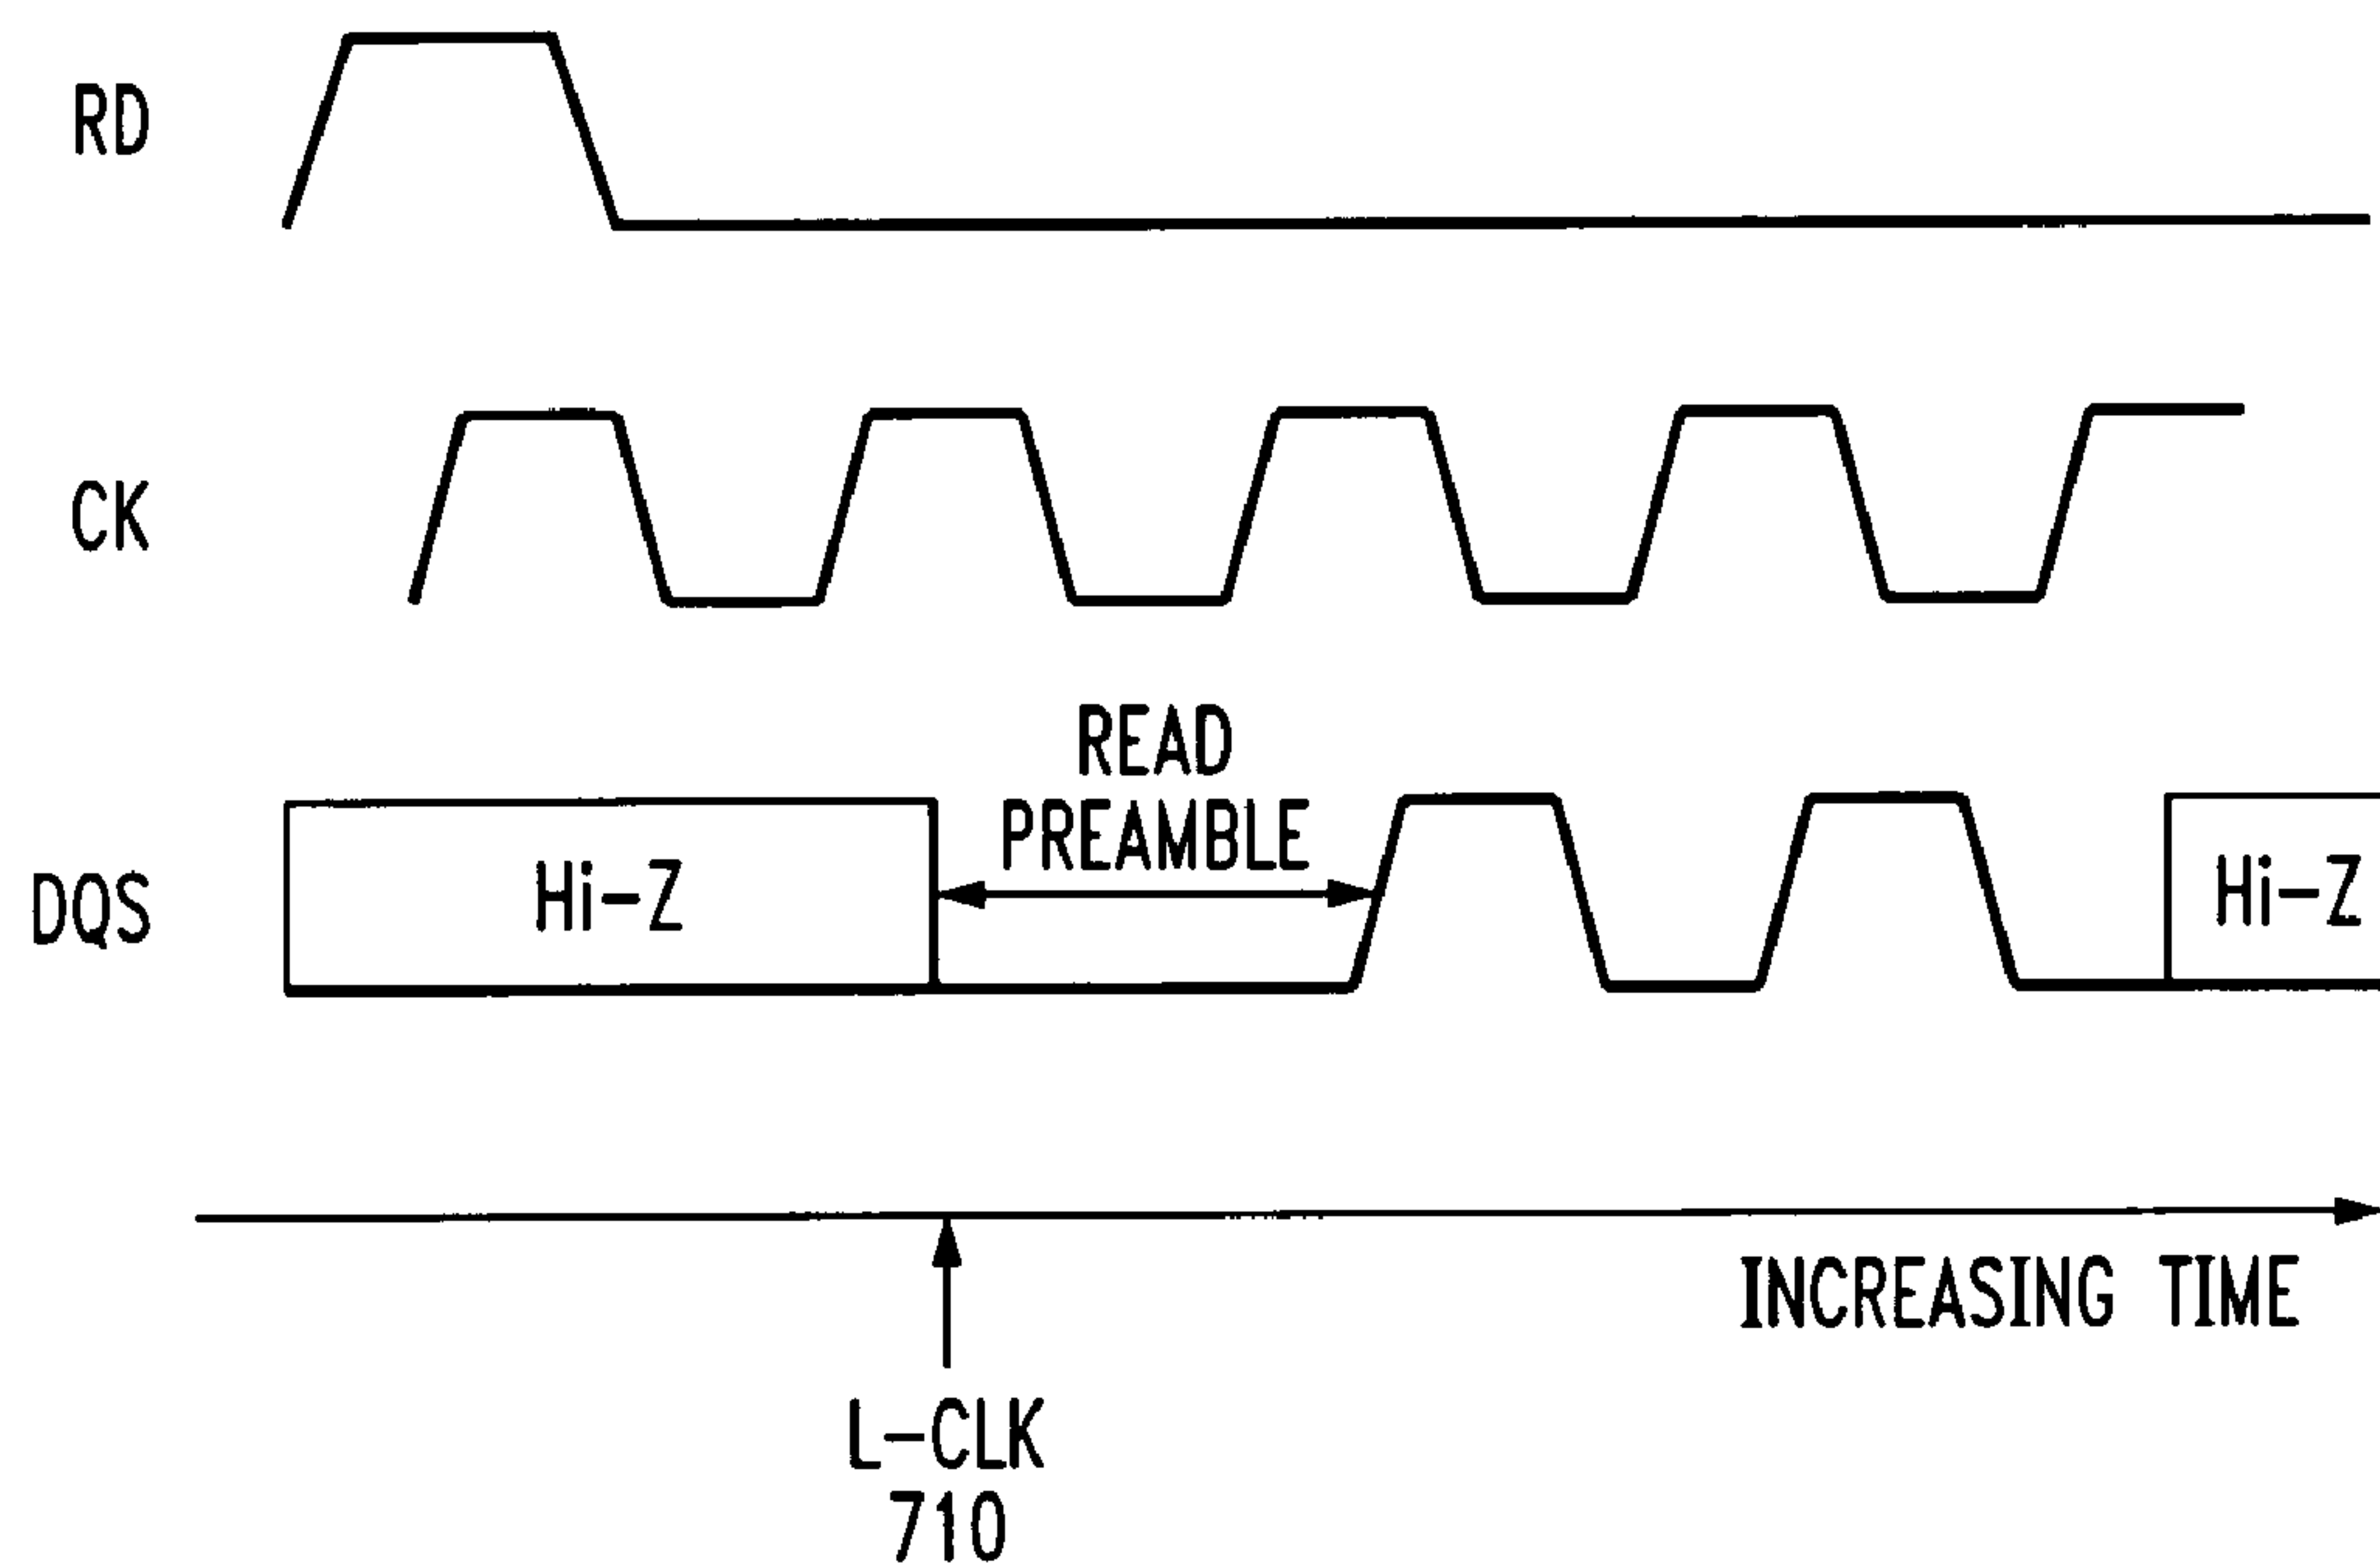 RD
CK
READ
PREAMBLE
DQS
Hi-Z
Hi-Z
INCREASING TIME
L-CLK
710